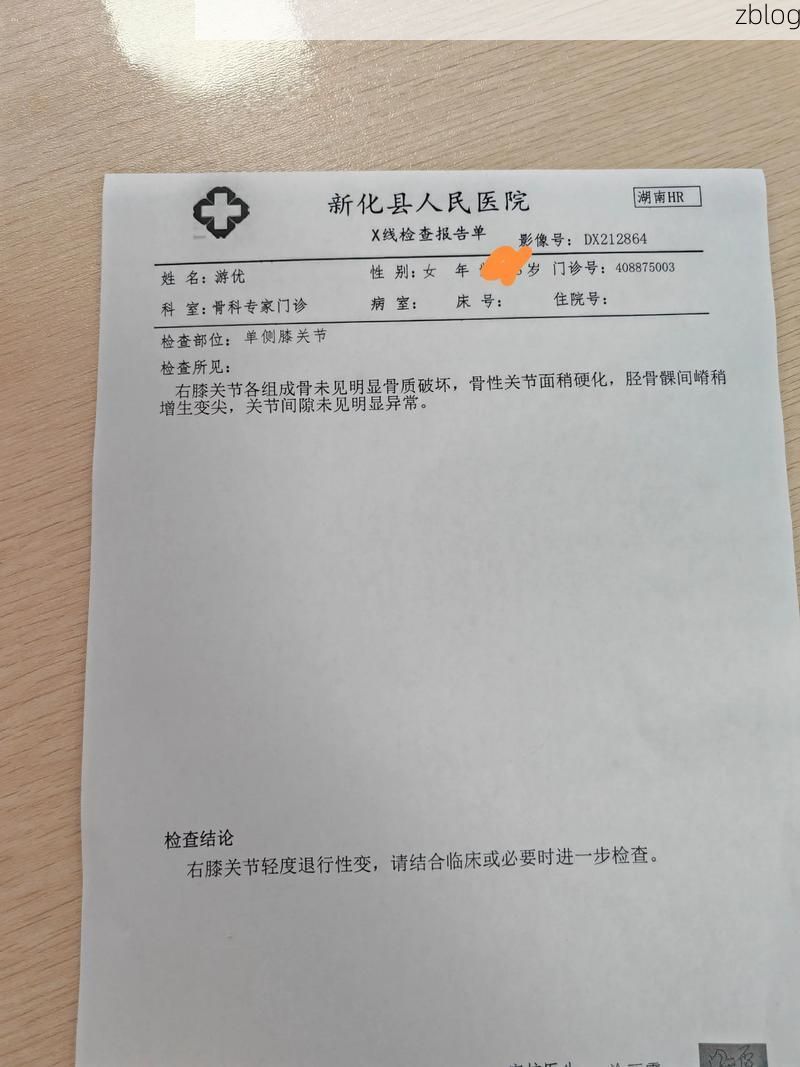 zblog
新化县人民医院
湖南HR
X线检查报告单
影像号：DX212864
姓 名：游优 性 别：女 年 岁 门诊号：408875003
科 室：骨科专家门诊 病 室： 床 号： 住院号：
检查部位： 单侧膝关节
检查所见：
右膝关节各组成骨未见明显骨质破坏，骨性关节面稍硬化，胫骨髁间嵴稍
增生变尖，关节间隙未见明显异常。
检查结论
右膝关节轻度退行性变，请结合临床或必要时进一步检查。